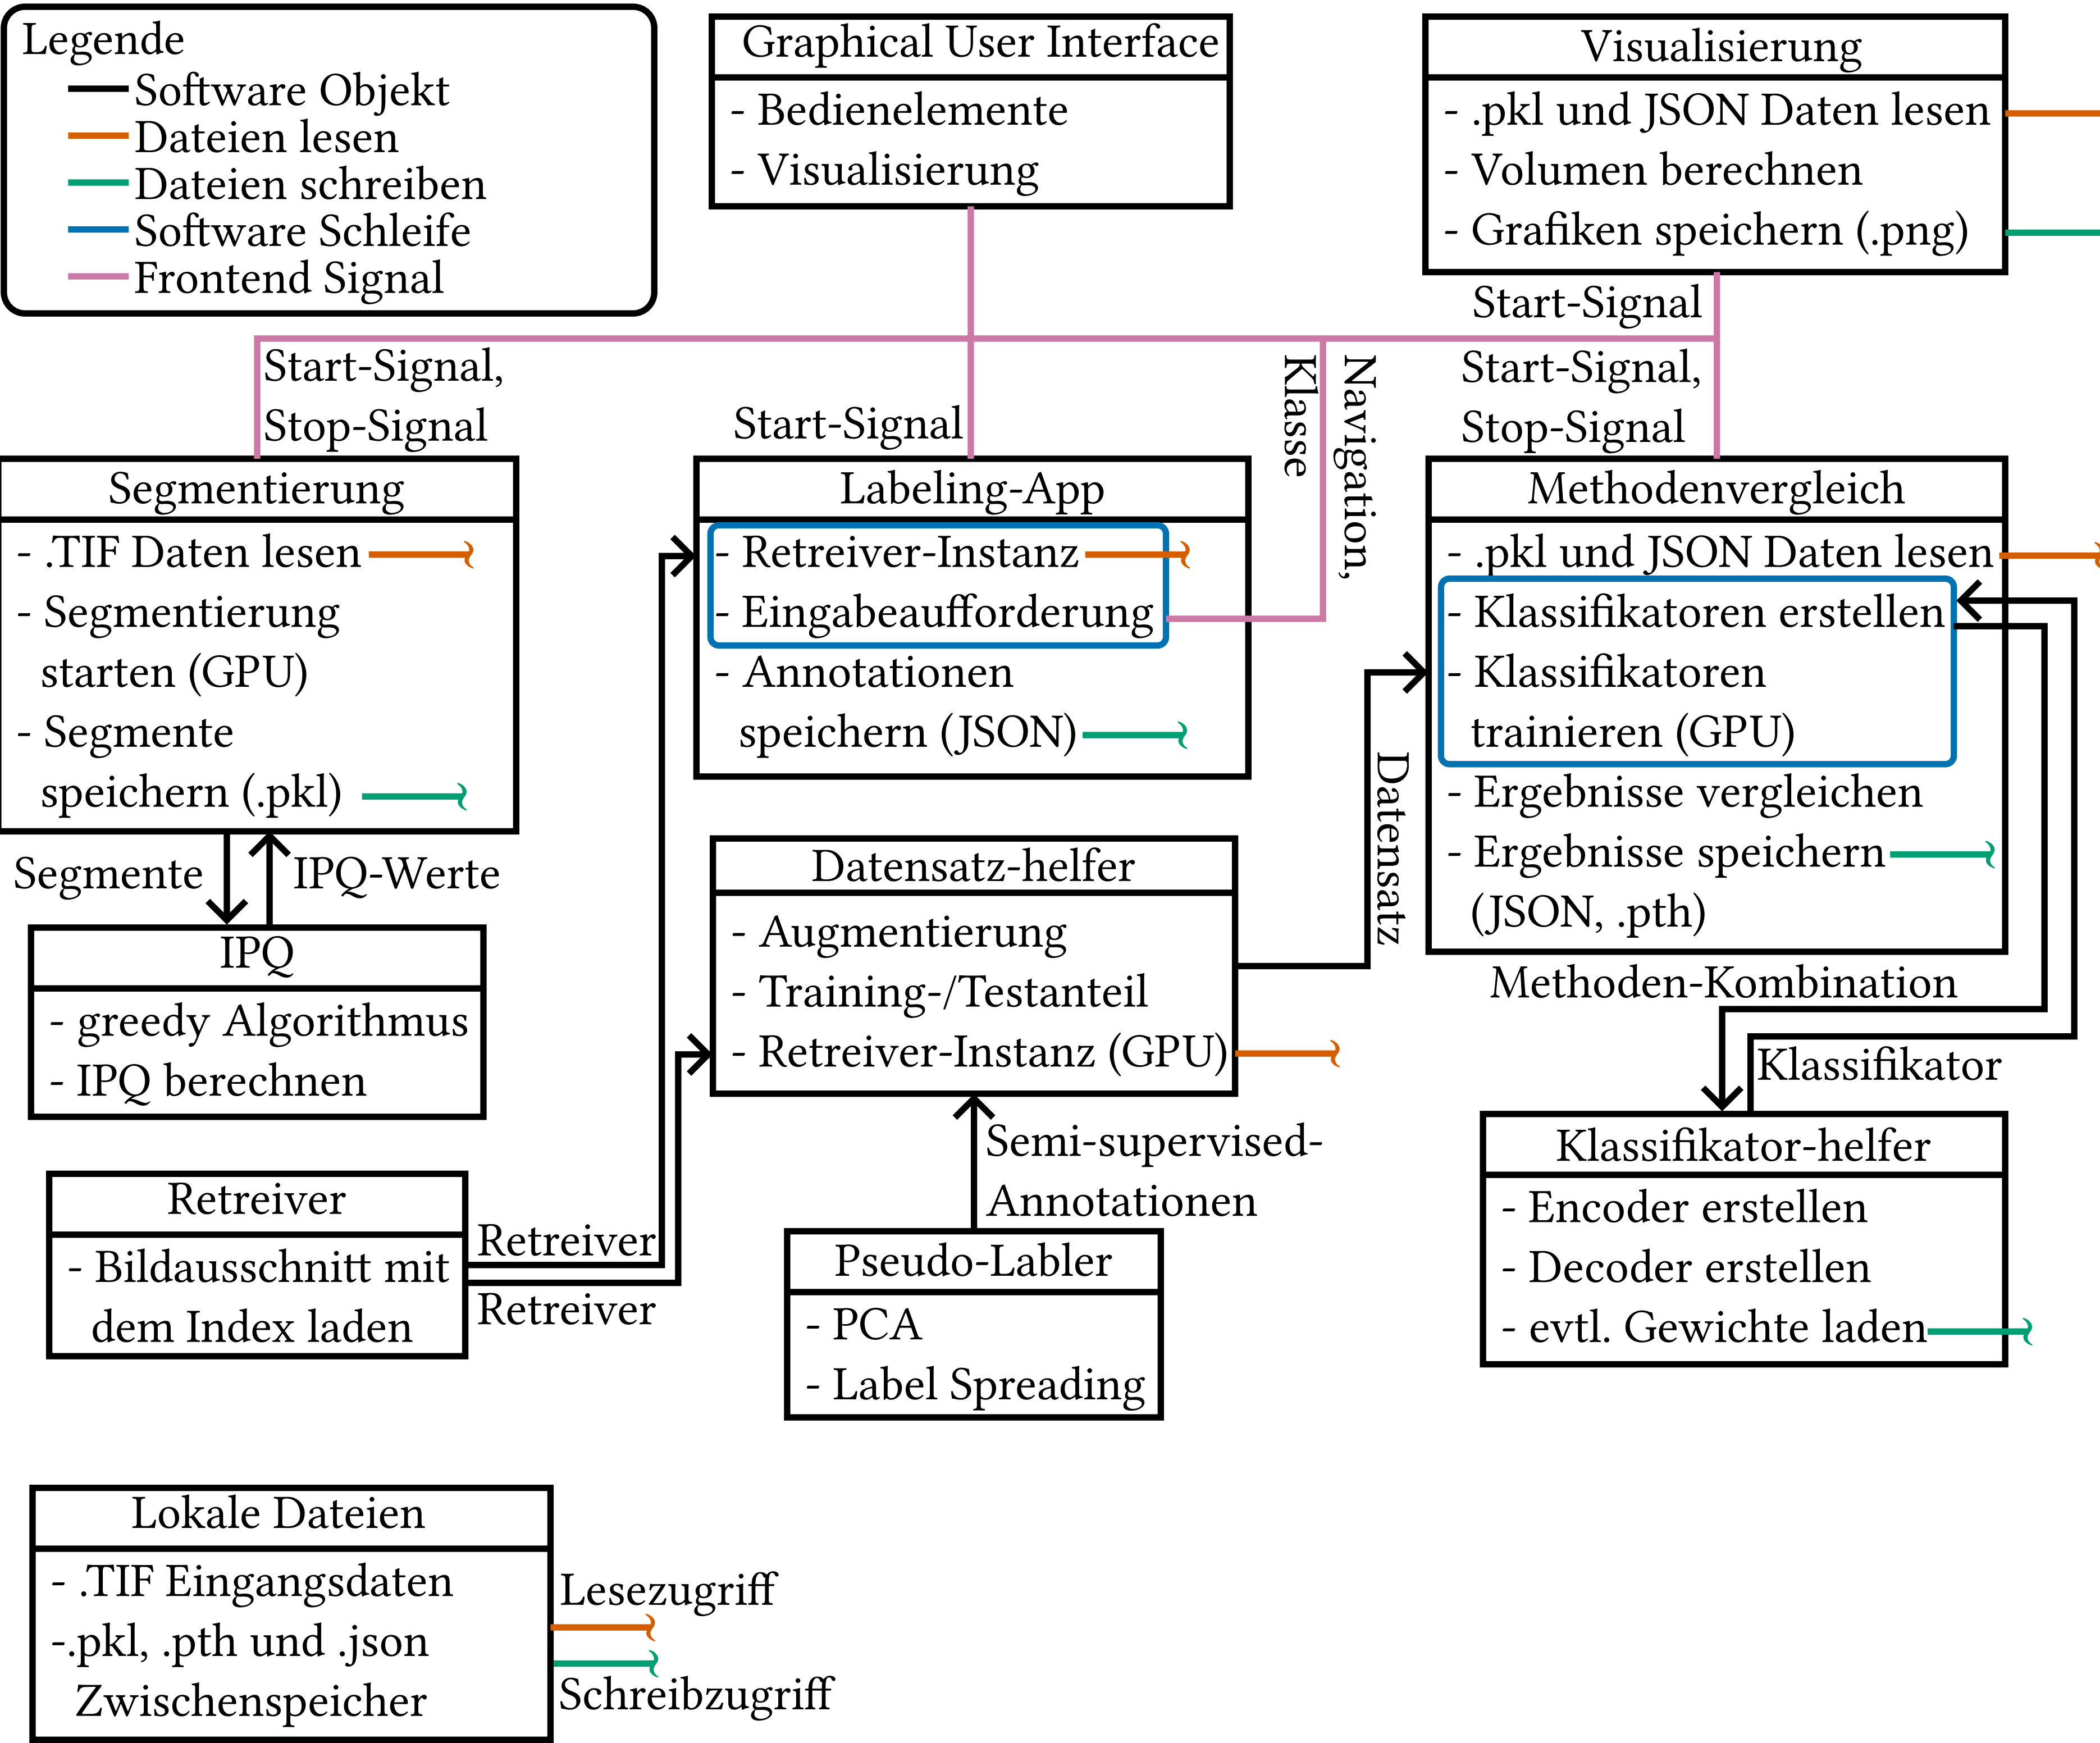 Legende
Software Objekt
Dateien lesen
Dateien schreiben
Software Schleife
Frontend Signal
Graphical User Interface
- Bedienelemente
- Visualisierung
Visualisierung
- .pkl und JSON Daten lesen
- Volumen berechnen
- Grafiken speichern (.png)
Start-Signal
Start-Signal,
Stop-Signal
Start-Signal
Klasse
Navigation,
Start-Signal,
Stop-Signal
Segmentierung
- .TIF Daten lesen
- Segmentierung
starten (GPU)
- Segmente
speichern (.pkl)
Labeling-App
- Retreiver-Instanz
- Eingabeaufforderung
- Annotationen
speichern (JSON)
Methodenvergleich
- .pkl und JSON Daten lesen
- Klassifikatoren erstellen
- Klassifikatoren
trainieren (GPU)
- Ergebnisse vergleichen
- Ergebnisse speichern
(JSON, .pth)
Segmente
IPQ-Werte
IPQ
- greedy Algorithmus
- IPQ berechnen
Datensatz-helfer
- Augmentierung
- Training-/Testanteil
- Retreiver-Instanz (GPU)
Datensatz
Methoden-Kombination
Klassifikator
Klassifikator-helfer
- Encoder erstellen
- Decoder erstellen
- evtl. Gewichte laden
Retreiver
- Bildausschnitt mit
dem Index laden
Retreiver
Retreiver
Semi-supervised-
Annotationen
Pseudo-Labler
- PCA
- Label Spreading
Lokale Dateien
- .TIF Eingangsdaten
-.pkl, .pth und .json
Zwischenspeicher
Lesezugriff
Schreibzugriff